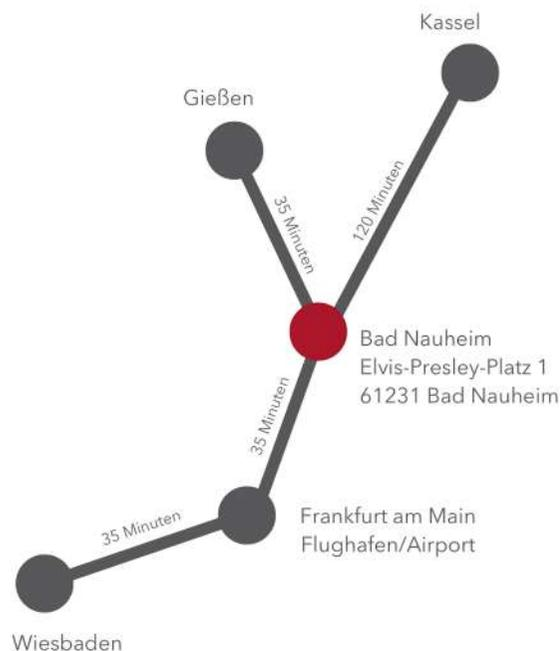 Kassel
Gießen
35 Minuten
120 Minuten
Bad Nauheim
Elvis-Presley-Platz 1
61231 Bad Nauheim
35 Minuten
35 Minuten
Frankfurt am Main
Flughafen/Airport
Wiesbaden